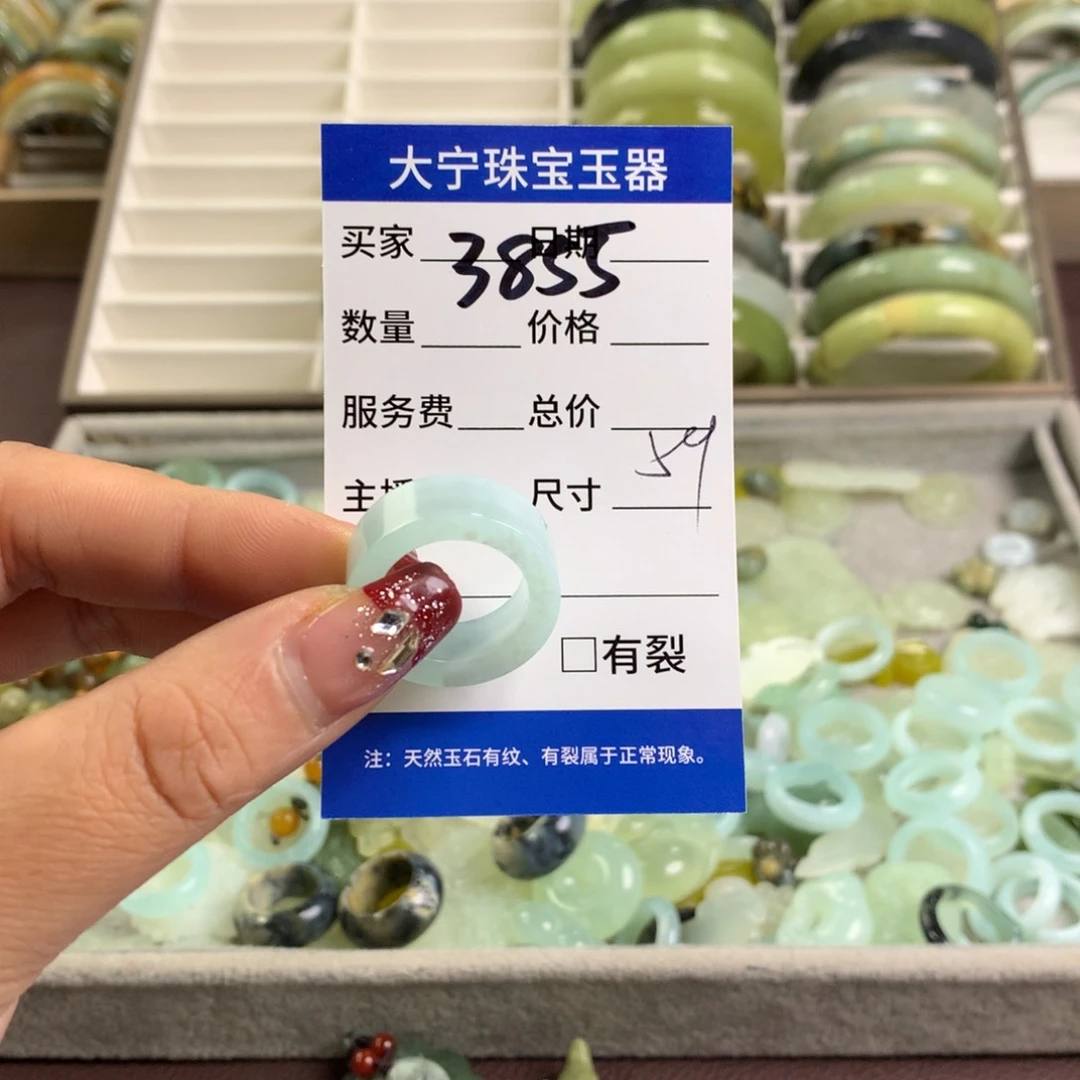 大宁珠宝玉器
买家 日期
3855
数量 价格
服务费 总价
59
主播 尺寸
□有裂
注：天然玉石有纹、有裂属于正常现象。